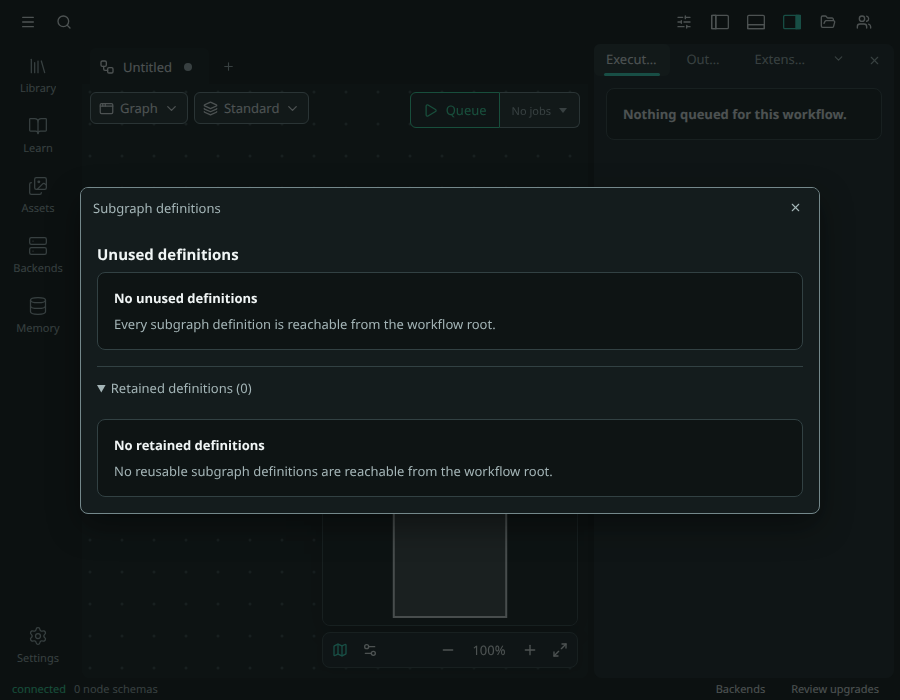 Library
Learn
Assets
Backends
Memory
Settings
Untitled
Graph
Standard
Queue
No jobs
Execut...
Out...
Extens...
Nothing queued for this workflow.
Subgraph definitions
Unused definitions
No unused definitions
Every subgraph definition is reachable from the workflow root.
Retained definitions (0)
No retained definitions
No reusable subgraph definitions are reachable from the workflow root.
100%
connected
0 node schemas
Backends
Review upgrades